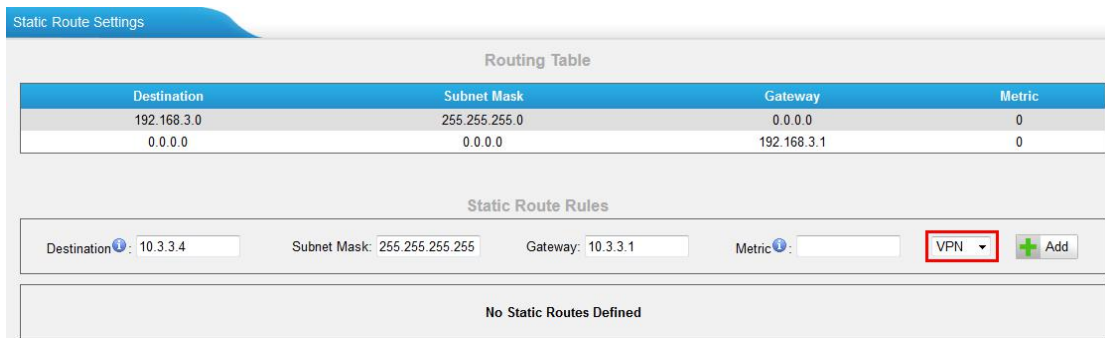 Static Route Settings
Routing Table
Destination Subnet Mask Gateway Metric
192.168.3.0 255.255.255.0 0.0.0.0 0
0.0.0.0 0.0.0.0 192.168.3.1 0
Static Route Rules
Destination i : 10.3.3.4 Subnet Mask: 255.255.255.255 Gateway: 10.3.3.1 Metric i : VPN Add
No Static Routes Defined